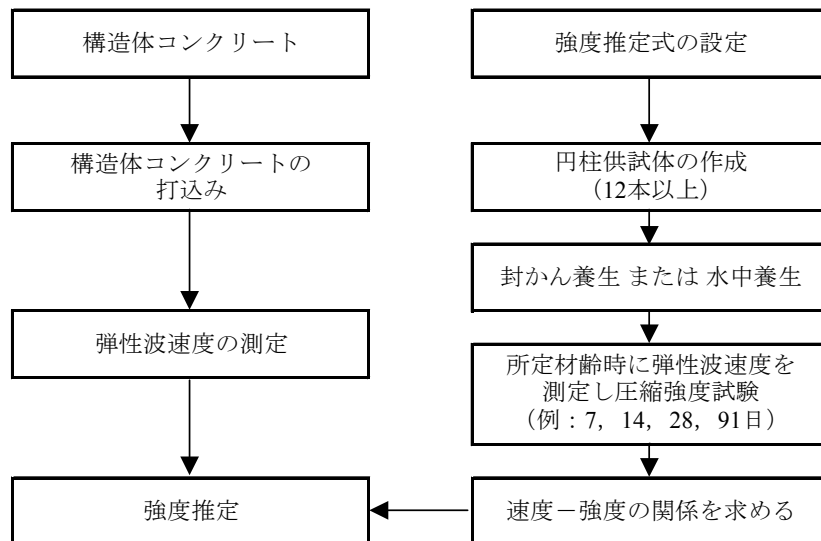 構造体コンクリート
構造体コンクリートの
打込み
弾性波速度の測定
強度推定
強度推定式の設定
円柱供試体の作成
（12本以上）
封かん養生 または 水中養生
所定材齢時に弾性波速度を
測定し圧縮強度試験
（例：7，14，28，91日）
速度－強度の関係を求める